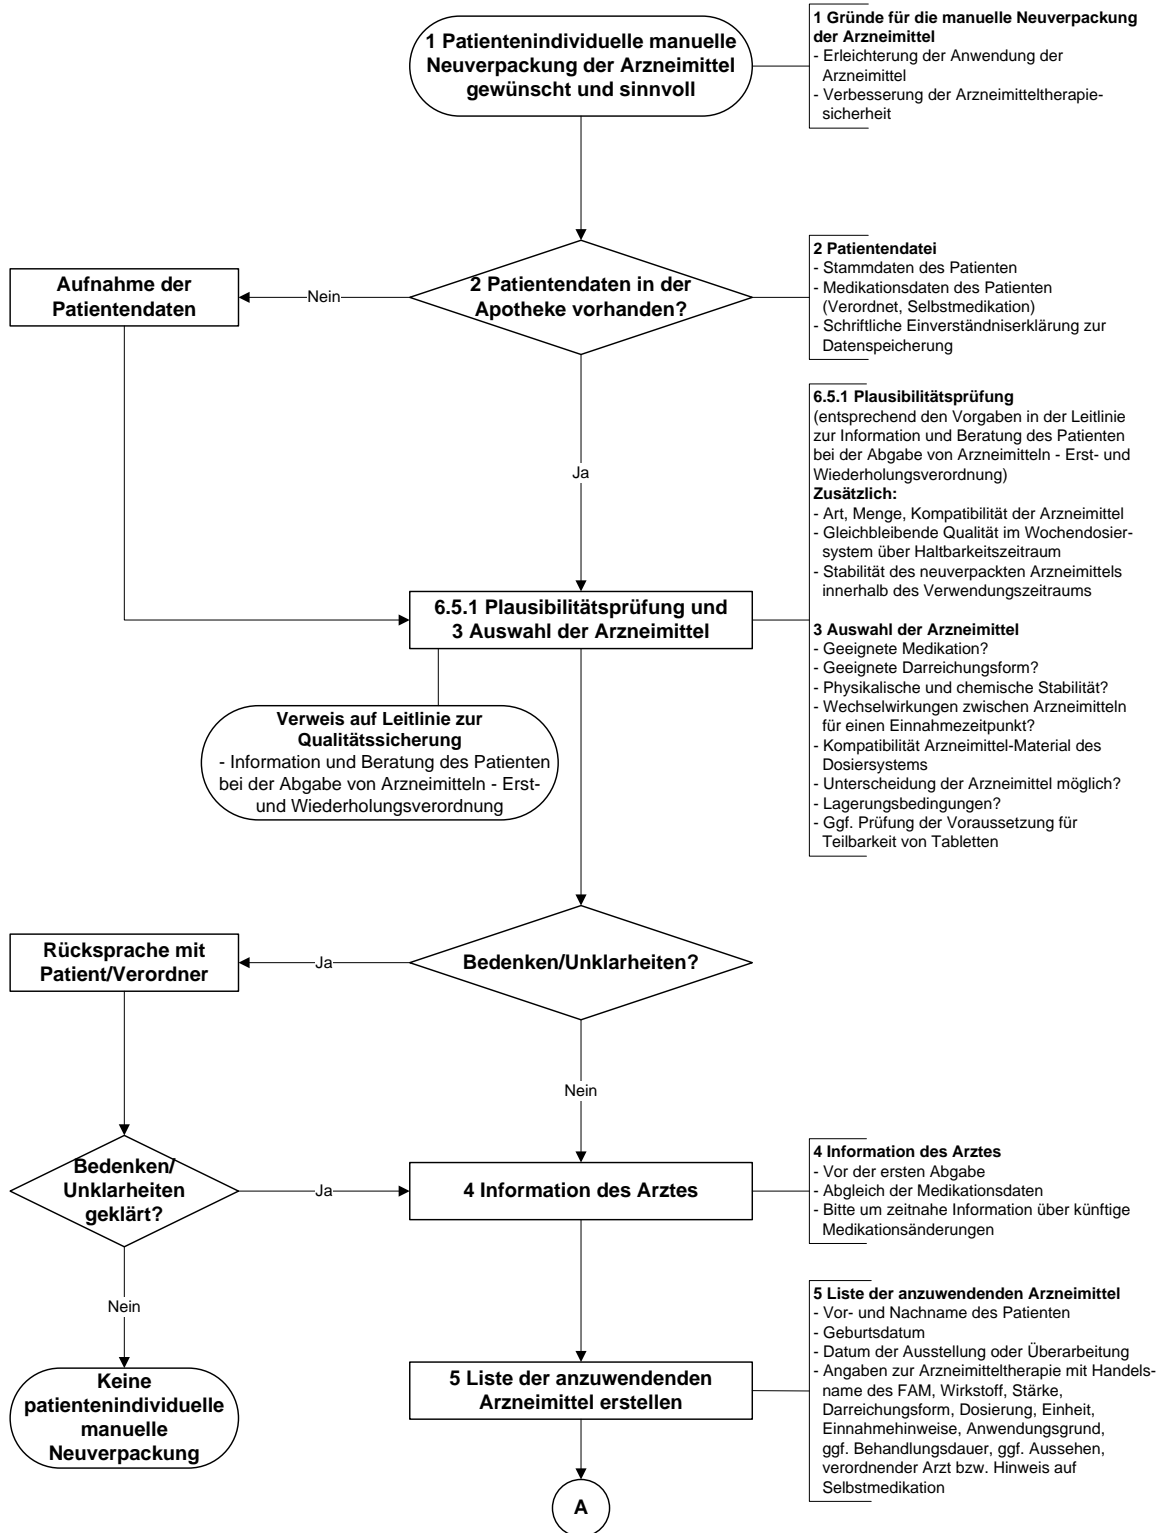 1 Patientenindividuelle manuelle
Neuverpackung der Arzneimittel
gewünscht und sinnvoll
1 Gründe für die manuelle Neuverpackung
der Arzneimittel
- Erleichterung der Anwendung der
Arzneimittel
- Verbesserung der Arzneimitteltherapie-
sicherheit
Aufnahme der
Patientendaten
Nein
2 Patientendaten in der
Apotheke vorhanden?
2 Patientendatei
- Stammdaten des Patienten
- Medikationsdaten des Patienten
(Verordnet, Selbstmedikation)
- Schriftliche Einverständniserklärung zur
Datenspeicherung
Ja
6.5.1 Plausibilitätsprüfung
(entsprechend den Vorgaben in der Leitlinie
zur Information und Beratung des Patienten
bei der Abgabe von Arzneimitteln - Erst- und
Wiederholungsverordnung)
Zusätzlich:
- Art, Menge, Kompatibilität der Arzneimittel
- Gleichbleibende Qualität im Wochendosier-
system über Haltbarkeitszeitraum
- Stabilität des neuverpackten Arzneimittels
innerhalb des Verwendungszeitraums
6.5.1 Plausibilitätsprüfung und
3 Auswahl der Arzneimittel
3 Auswahl der Arzneimittel
- Geeignete Medikation?
- Geeignete Darreichungsform?
- Physikalische und chemische Stabilität?
- Wechselwirkungen zwischen Arzneimitteln
für einen Einnahmezeitpunkt?
- Kompatibilität Arzneimittel-Material des
Dosiersystems
- Unterscheidung der Arzneimittel möglich?
- Lagerungsbedingungen?
- Ggf. Prüfung der Voraussetzung für
Teilbarkeit von Tabletten
Verweis auf Leitlinie zur
Qualitätssicherung
- Information und Beratung des Patienten
bei der Abgabe von Arzneimitteln - Erst-
und Wiederholungsverordnung
Rücksprache mit
Patient/Verordner
Ja
Bedenken/Unklarheiten?
Nein
Bedenken/
Unklarheiten
geklärt?
Ja
4 Information des Arztes
4 Information des Arztes
- Vor der ersten Abgabe
- Abgleich der Medikationsdaten
- Bitte um zeitnahe Information über künftige
Medikationsänderungen
Nein
Keine
patientenindividuelle
manuelle
Neuverpackung
5 Liste der anzuwendenden
Arzneimittel erstellen
5 Liste der anzuwendenden Arzneimittel
- Vor- und Nachname des Patienten
- Geburtsdatum
- Datum der Ausstellung oder Überarbeitung
- Angaben zur Arzneimitteltherapie mit Handels-
name des FAM, Wirkstoff, Stärke,
Darreichungsform, Dosierung, Einheit,
Einnahmehinweise, Anwendungsgrund,
ggf. Behandlungsdauer, ggf. Aussehen,
verordnender Arzt bzw. Hinweis auf
Selbstmedikation
A